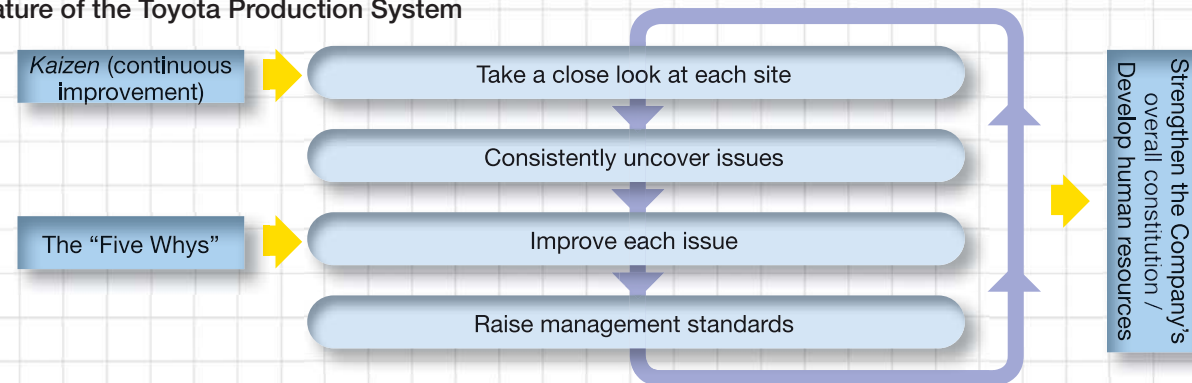 of the Toyota Production System
Kaizen (continuous
improvement)
Take a close look at each site
Consistently uncover issues
The “Five Whys”
Improve each issue
Raise management standards
Strengthen the Company’s
overall constitution /
Develop human resources